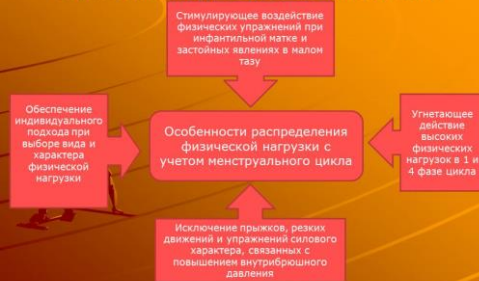 Стимулирующее воздействие
физических упражнений при
инфантильной матке и
застойных явлениях в малом
тазу
Обеспечение
индивидуального
подхода при
выборе вида и
характера
физической
нагрузки
Особенности распределения
физической нагрузки с
учетом менструального цикла
Угнетающее
действие
высоких
физических
нагрузок в 1 и
4 фазе цикла
Исключение прыжков, резких
движений и упражнений силового
характера, связанных с
повышением внутрибрюшного
давления